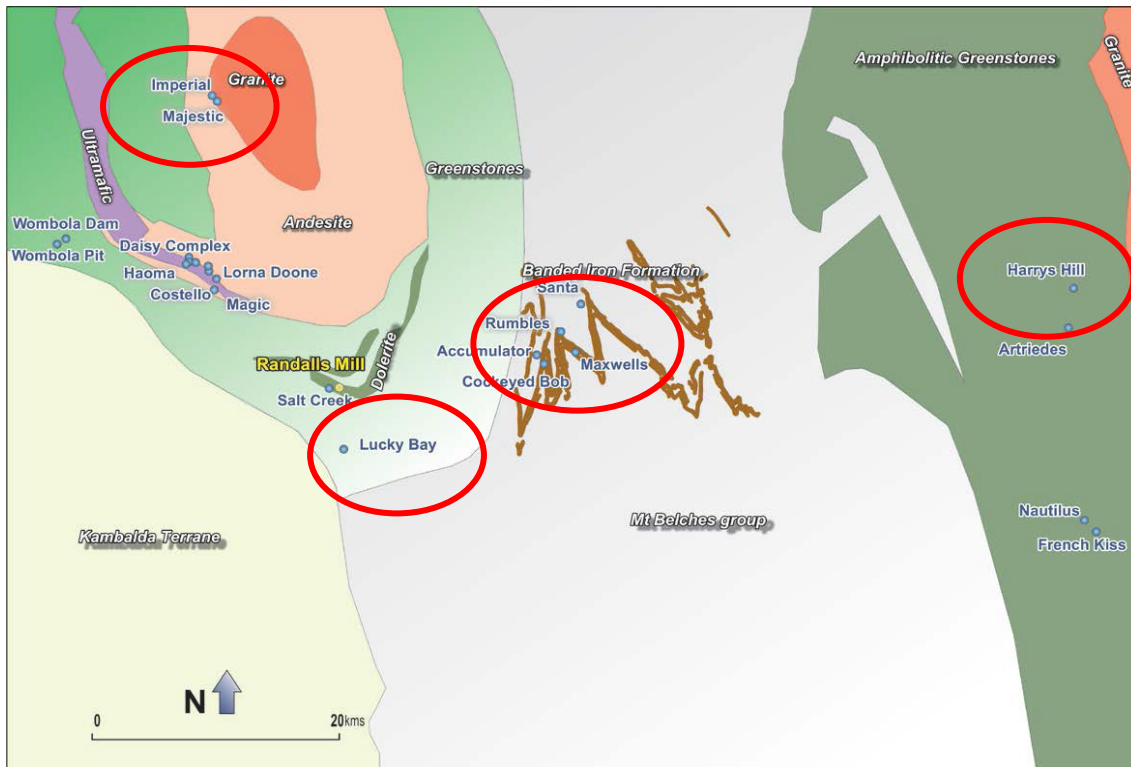 Imperial
Granite
Majestic
Ultramafic
Amphibolitic Greenstones
Granite
Greenstones
Andesite
Wombola Dam
Wombola Pit
Daisy Complex
Haoma
Lorna Doone
Costello
Magic
Banded Iron Formation
Santa
Harrys Hill
Rumbles
Accumulator
Maxwells
Cockeyed Bob
Artriedes
Randalls Mill
Dolerite
Salt Creek
Lucky Bay
Kambalda Terrane
Mt Belches group
Nautilus
French Kiss
N
0
20kms